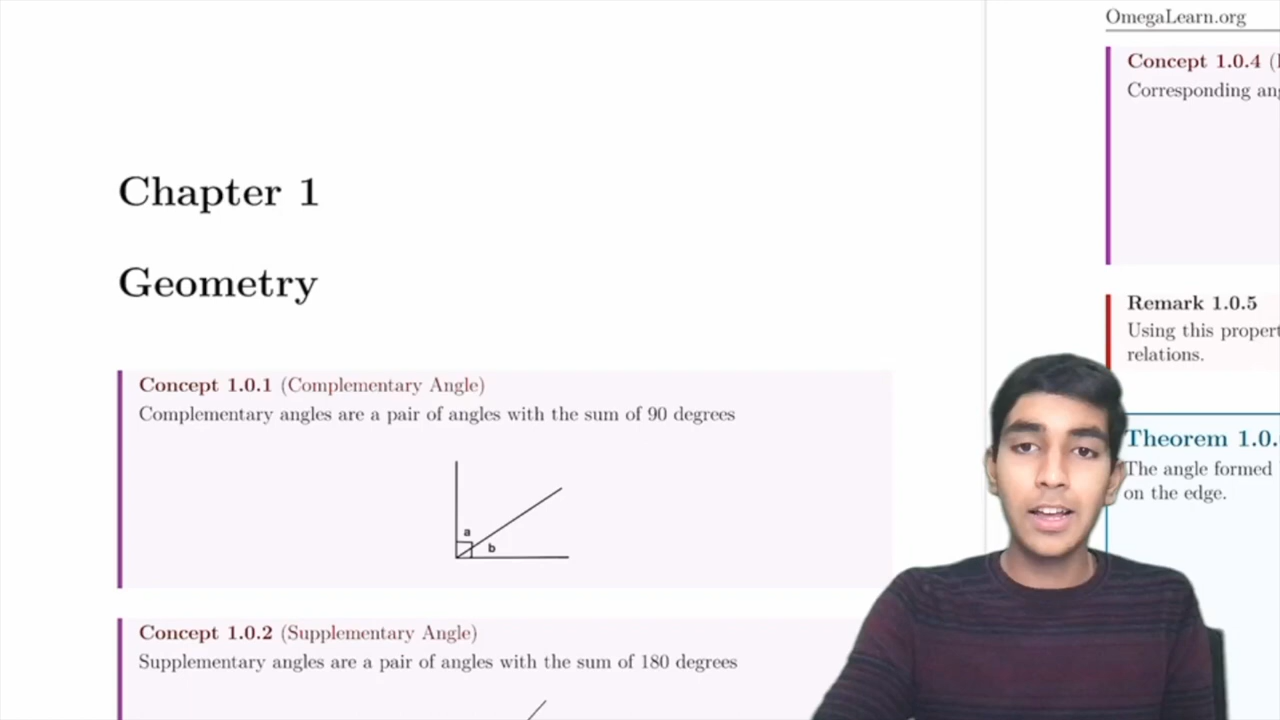 Chapter 1
Geometry
Concept 1.0.1 (Complementary Angle)
Complementary angles are a pair of angles with the sum of 90 degrees
a
b
Concept 1.0.2 (Supplementary Angle)
Supplementary angles are a pair of angles with the sum of 180 degrees
OmegaLearn.org
Concept 1.0.4 (
Corresponding
Remark 1.0.5
Using this
relations.
Theorem 1.0.
The angle formed
on the edge.